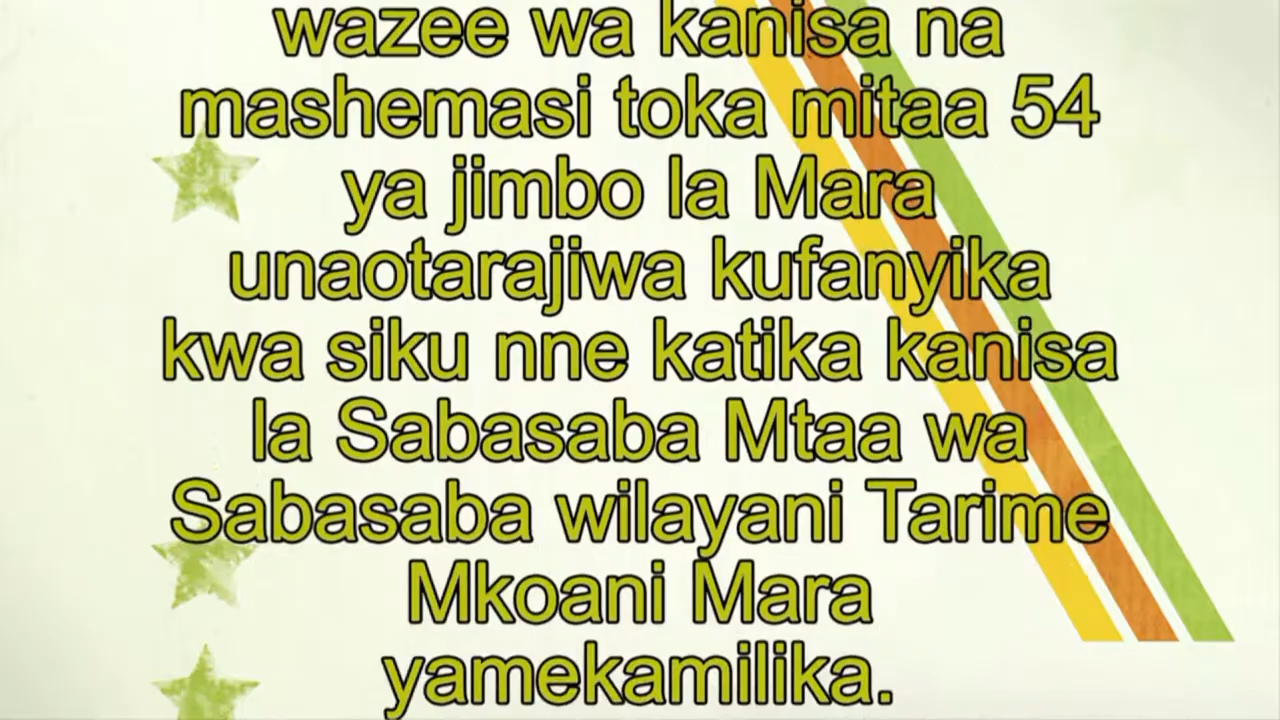 wazee wa kanisa na
mashemasi toka mitaa 54
ya jimbo la Mara
unaotarajiwa kufanyika
kwa siku nne katika kanisa
la Sabasaba Mtaa wa
Sabasaba wilayani Tarime
Mkoani Mara
yamekamilika.